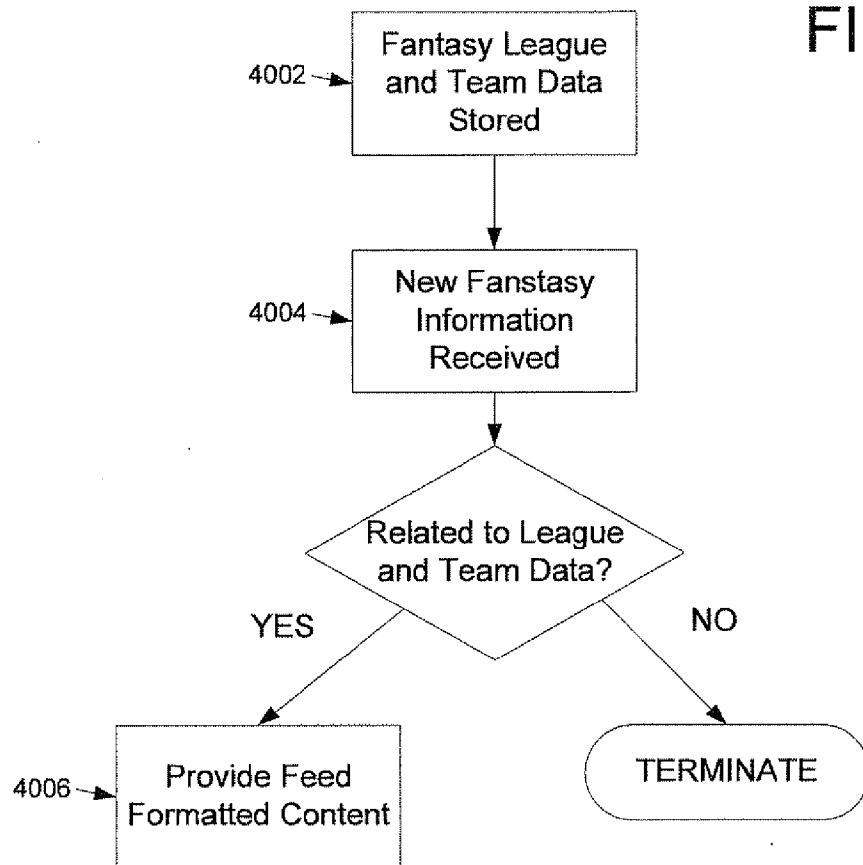 FI
Fantasy League
and Team Data
Stored
4002
New Fanstasy
Information
Received
4004
Related to League
and Team Data?
YES
NO
Provide Feed
Formatted Content
4006
TERMINATE